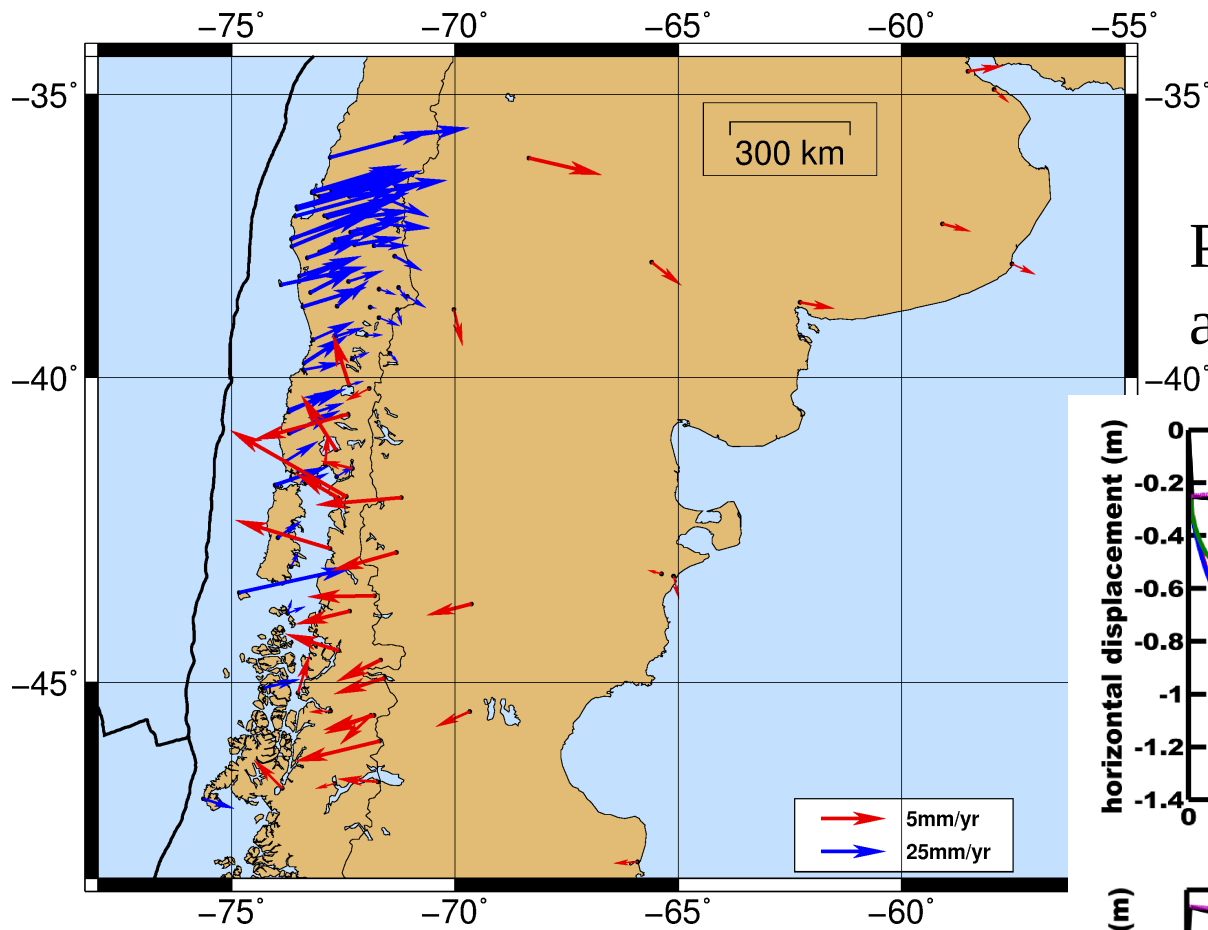 −75° −70° −65° −60° −55°
−35° −35°
300 km
P
a
−40° −40°
0
-0.2
-0.4
-0.6
-0.8
-1
-1.2
-1.4
horizontal displacement (m)
0
−45°
5mm/yr
25mm/yr
−75° −70° −65° −60°
(m)